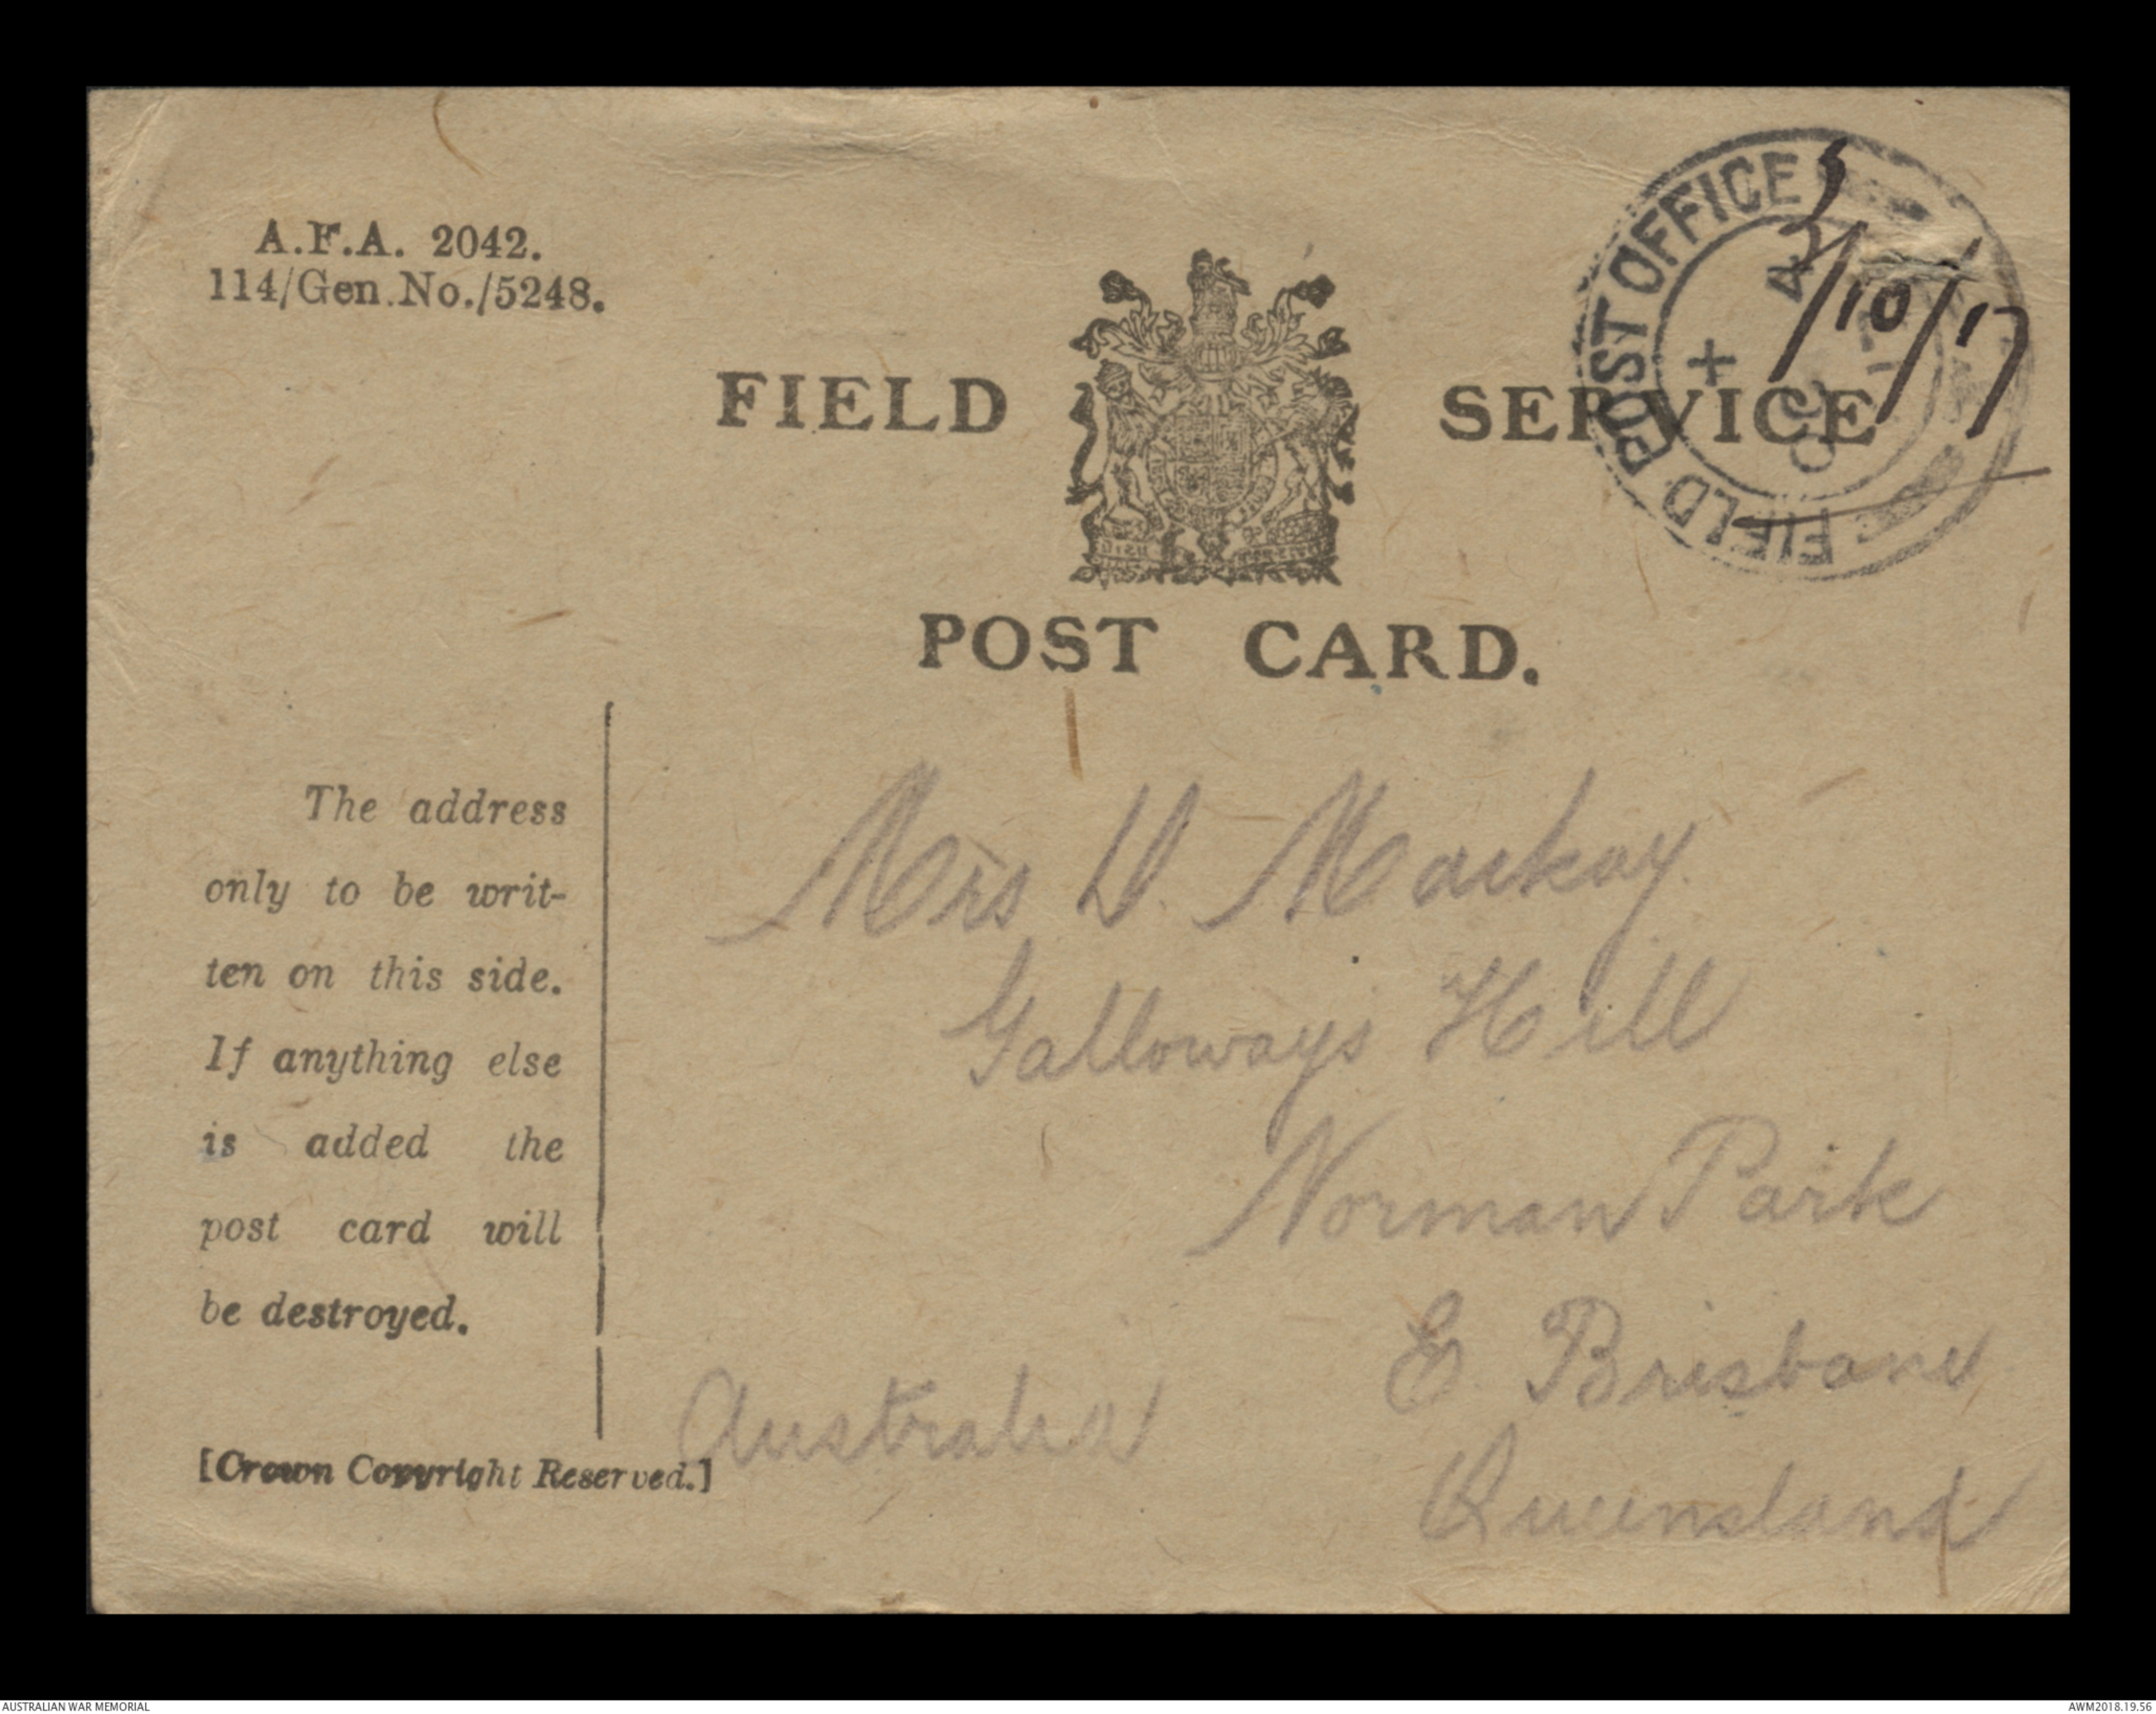 A.F.A. 2042.
114/Gen.No./5248.
FIELD SERVICE
POST CARD.
FIELD POST OFFICE
3/10/17
The address
only to be writ-
ten on this side.
If anything else
is added the
post card will
be destroyed.
[Crown Copyright Reserved.]
Mrs D. Mackay
Galloways Hill
Norman Park
E Brisbane
Queensland
Australia
AUSTRALIAN WAR MEMORIAL
AWM2018.19.56